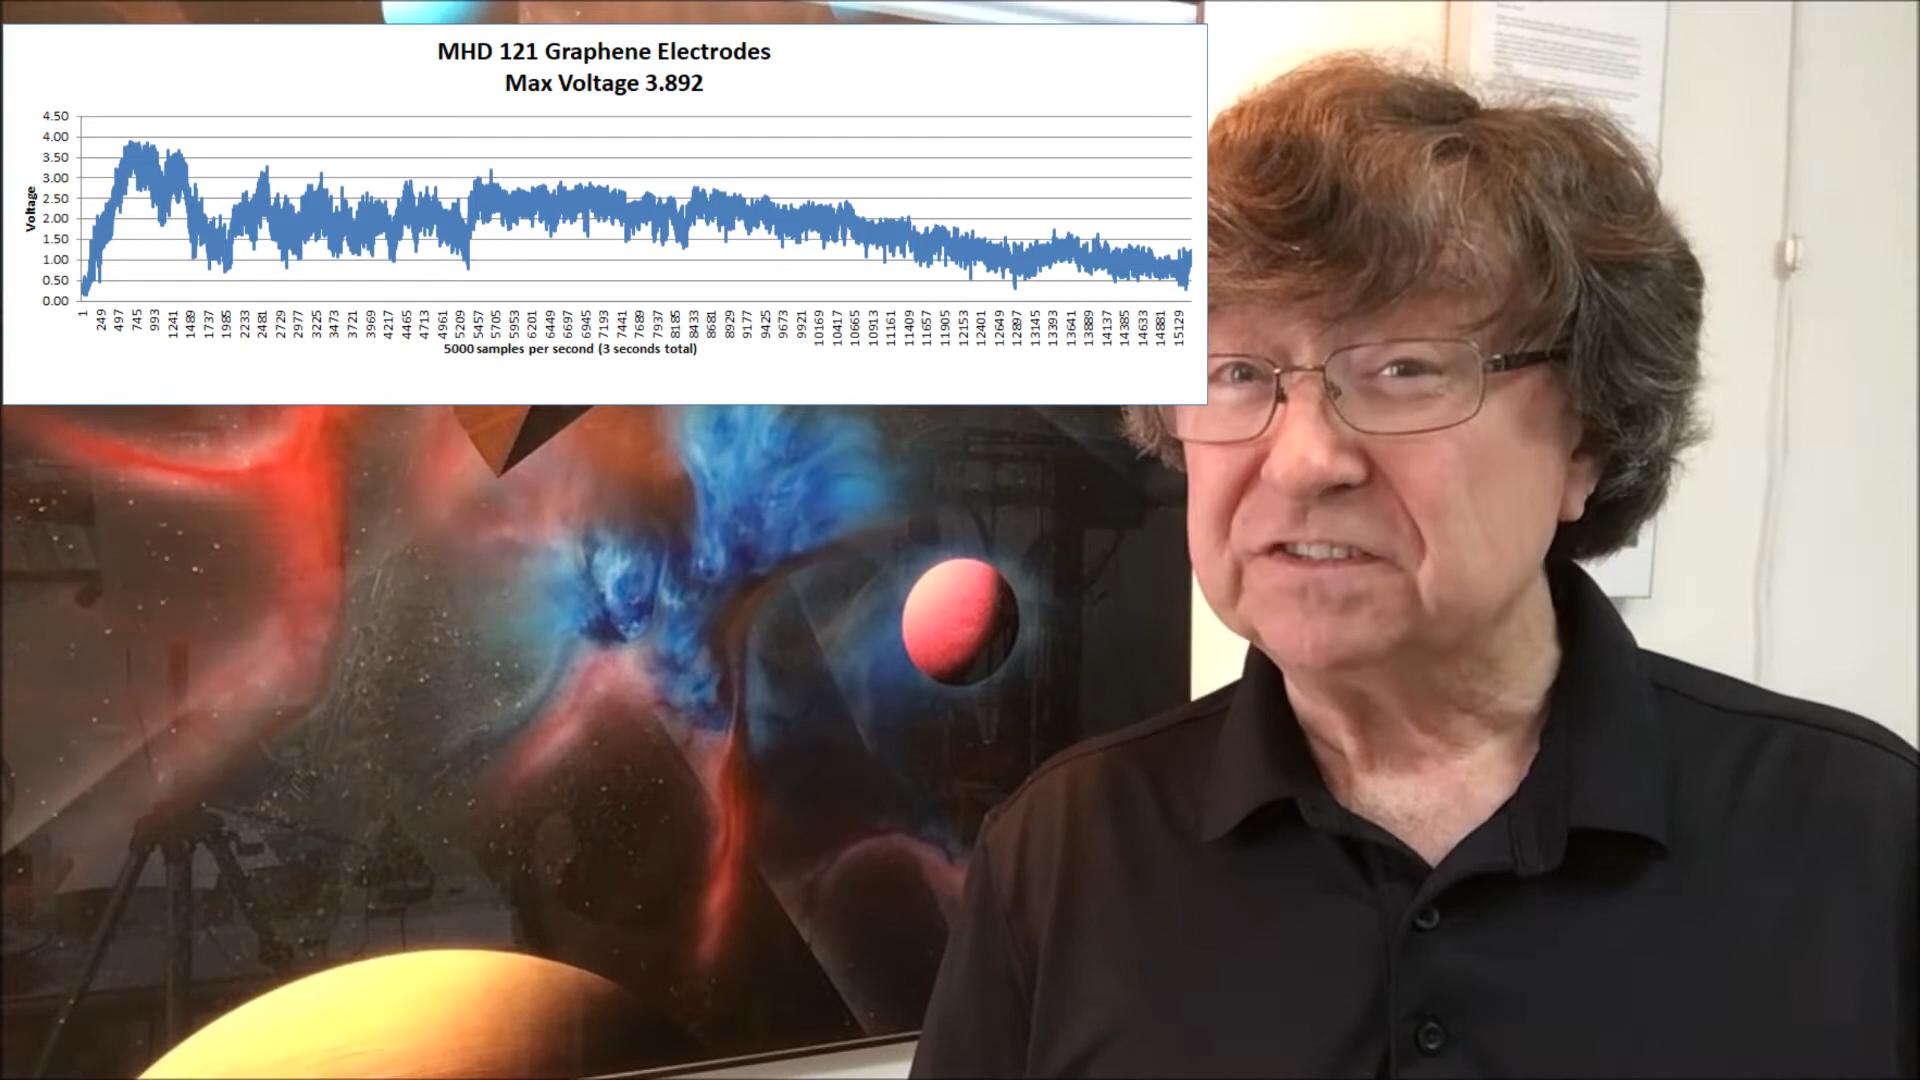 MHD 121 Graphene Electrodes
Max Voltage 3.892
4.50
4.00
3.50
3.00
2.50
2.00
1.50
1.00
0.50
0.00
Voltage
1 249 497 745 993 1241 1489 1737 1985 2233 2481 2729 2977 3225 3473 3721 3969 4217 4465 4713 4961 5209 5457 5705 5953 6201 6449 6697 6945 7193 7441 7689 7937 8185 8433 8681 8929 9177 9425 9673 9921 10169 10417 10665 10913 11161 11409 11657 11905 12153 12401 12649 12897 13145 13393 13641 13889 14137 14385 14633 14881 15129
5000 samples per second (3 seconds total)